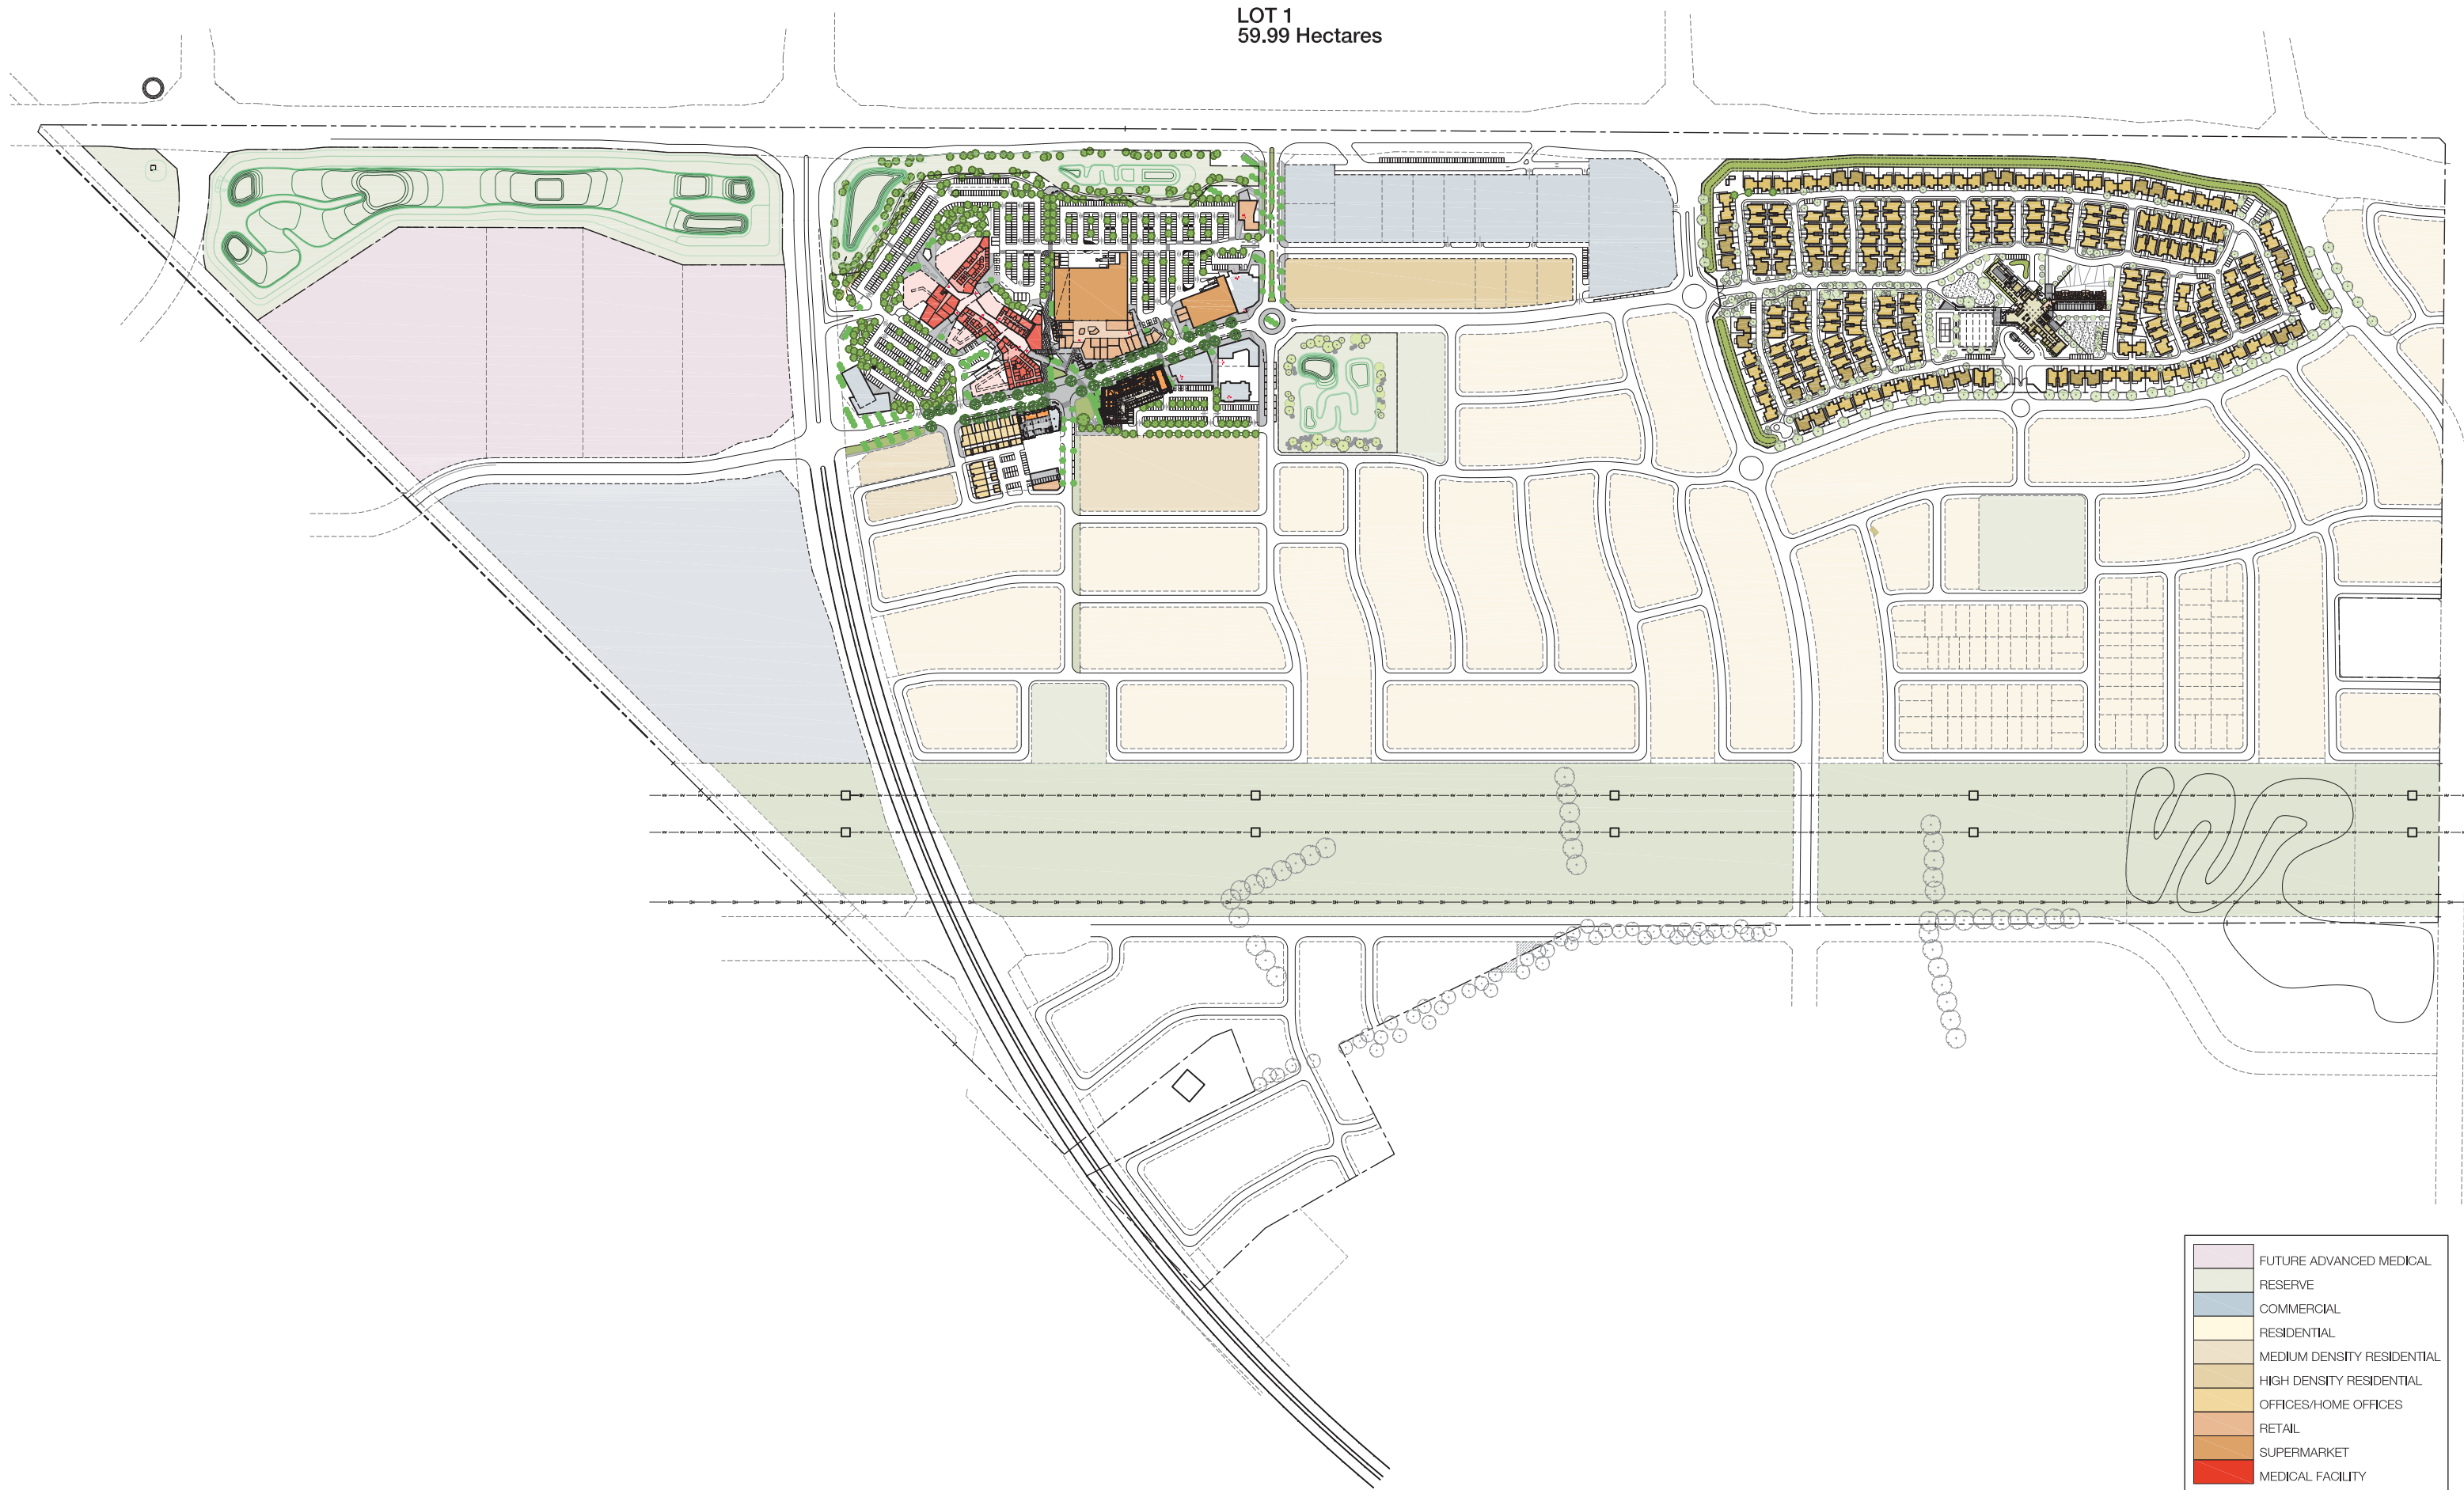 LOT 1
59.99 Hectares
FUTURE ADVANCED MEDICAL
RESERVE
COMMERCIAL
RESIDENTIAL
MEDIUM DENSITY RESIDENTIAL
HIGH DENSITY RESIDENTIAL
OFFICES/HOME OFFICES
RETAIL
SUPERMARKET
MEDICAL FACILITY